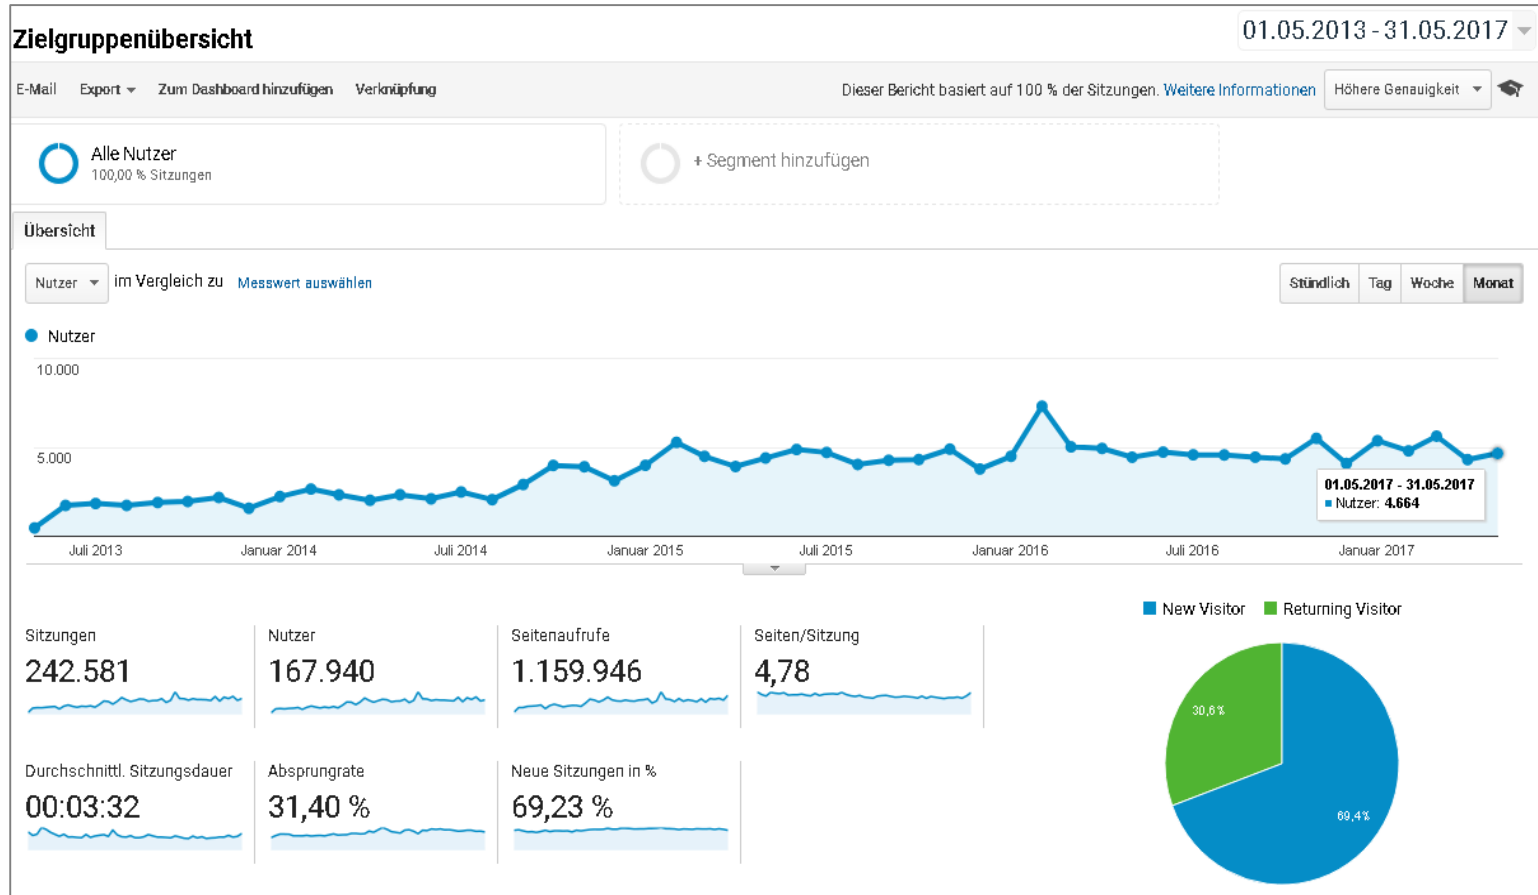 Zielgruppenübersicht
01.05.2013 - 31.05.2017
E-Mail Export Zum Dashboard hinzufügen Verknüpfung
Dieser Bericht basiert auf 100 % der Sitzungen. Weitere Informationen Höhere Genauigkeit
Alle Nutzer
100,00 % Sitzungen
+ Segment hinzufügen
Übersicht
Nutzer im Vergleich zu Messwert auswählen
Stündlich Tag Woche Monat
Nutzer
10.000
5.000
01.05.2017 - 31.05.2017
Nutzer: 4.664
Juli 2013 Januar 2014 Juli 2014 Januar 2015 Juli 2015 Januar 2016 Juli 2016 Januar 2017
New Visitor Returning Visitor
Sitzungen
242.581
Nutzer
167.940
Seitenaufrufe
1.159.946
Seiten/Sitzung
4,78
Durchschnittl. Sitzungsdauer
00:03:32
Absprungrate
31,40 %
Neue Sitzungen in %
69,23 %
30,6%
69,4%